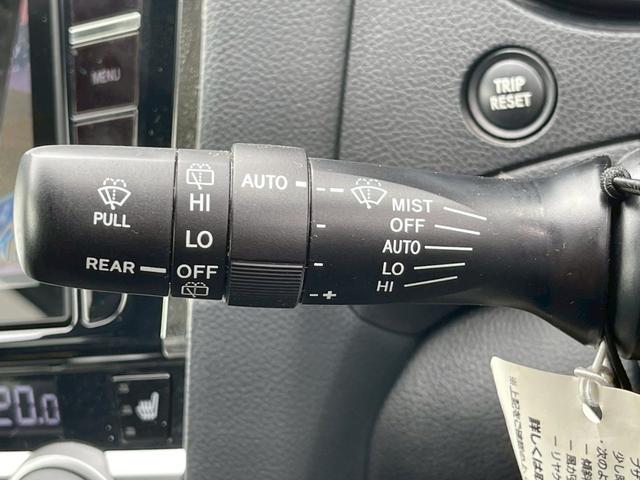 MENU
TRIP
RESET
PULL
HI
LO
OFF
REAR
AUTO
MIST
OFF
AUTO
LO
HI
- +
20.0